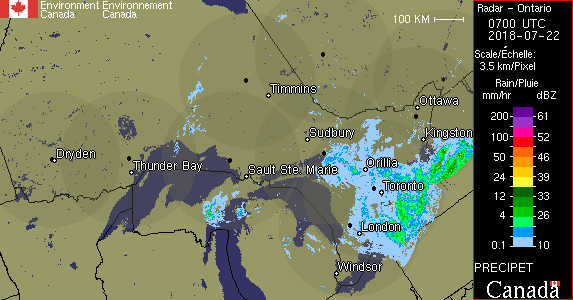 Environment Environnement
Canada Canada
100 KM
Timmins
Ottawa
Sudbury
Kingston
Dryden
Thunder Bay
Sault Ste. Marie
Orillia
Toronto
London
Windsor
Radar – Ontario
0700 UTC
2018-07-22
Scale/Échelle:
3.5 km/Pixel
Rain/Pluie
mm/hr dBZ
200 61
100 52
50 46
24 39
12 33
4 26
0.1 10
PRECIPET
Canada